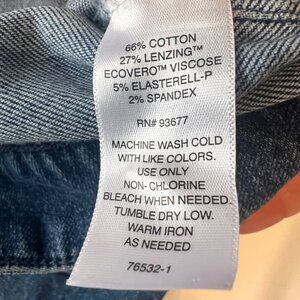 66% COTTON
27% LENZING™
ECOVERO™ VISCOSE
5% ELASTERELL-P
2% SPANDEX
RN# 93677
MACHINE WASH COLD
WITH LIKE COLORS.
USE ONLY
NON- CHLORINE
BLEACH WHEN NEEDED.
TUMBLE DRY LOW.
WARM IRON
AS NEEDED
76532-1